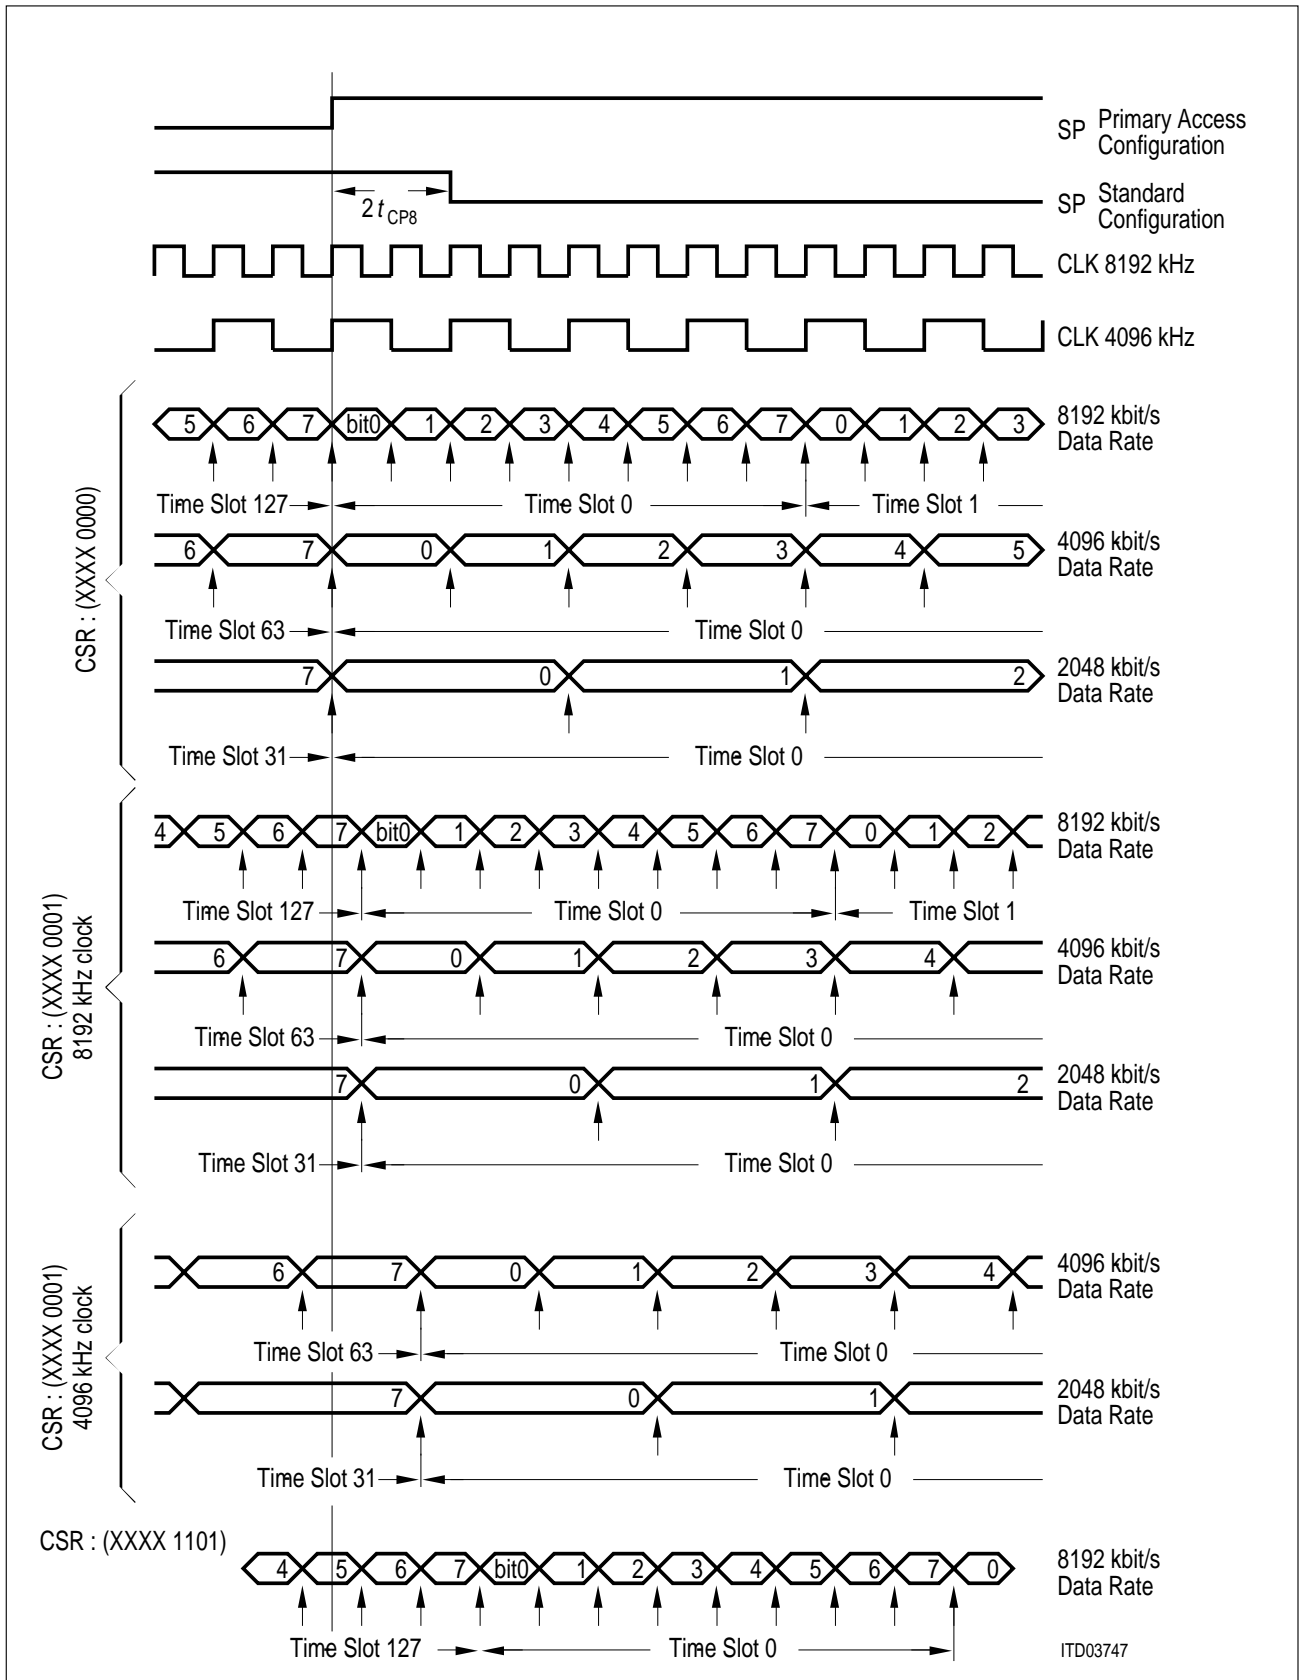 SP Primary Access
Configuration
2 t CP8
SP Standard
Configuration
CLK 8192 kHz
CLK 4096 kHz
CSR : (XXXX 0000)
5 6 7 bit0 1 2 3 4 5 6 7 0 1 2 3
8192 kbit/s
Data Rate
Time Slot 127 Time Slot 0 Time Slot 1
6 7 0 1 2 3 4 5
4096 kbit/s
Data Rate
Time Slot 63 Time Slot 0
7 0 1 2
2048 kbit/s
Data Rate
Time Slot 31 Time Slot 0
CSR : (XXXX 0001)
8192 kHz clock
4 5 6 7 bit0 1 2 3 4 5 6 7 0 1 2
8192 kbit/s
Data Rate
Time Slot 127 Time Slot 0 Time Slot 1
6 7 0 1 2 3 4
4096 kbit/s
Data Rate
Time Slot 63 Time Slot 0
7 0 1 2
2048 kbit/s
Data Rate
Time Slot 31 Time Slot 0
CSR : (XXXX 0001)
4096 kHz clock
6 7 0 1 2 3 4
4096 kbit/s
Data Rate
Time Slot 63 Time Slot 0
7 0 1
2048 kbit/s
Data Rate
Time Slot 31 Time Slot 0
CSR : (XXXX 1101)
4 5 6 7 bit0 1 2 3 4 5 6 7 0
8192 kbit/s
Data Rate
Time Slot 127 Time Slot 0
ITD03747